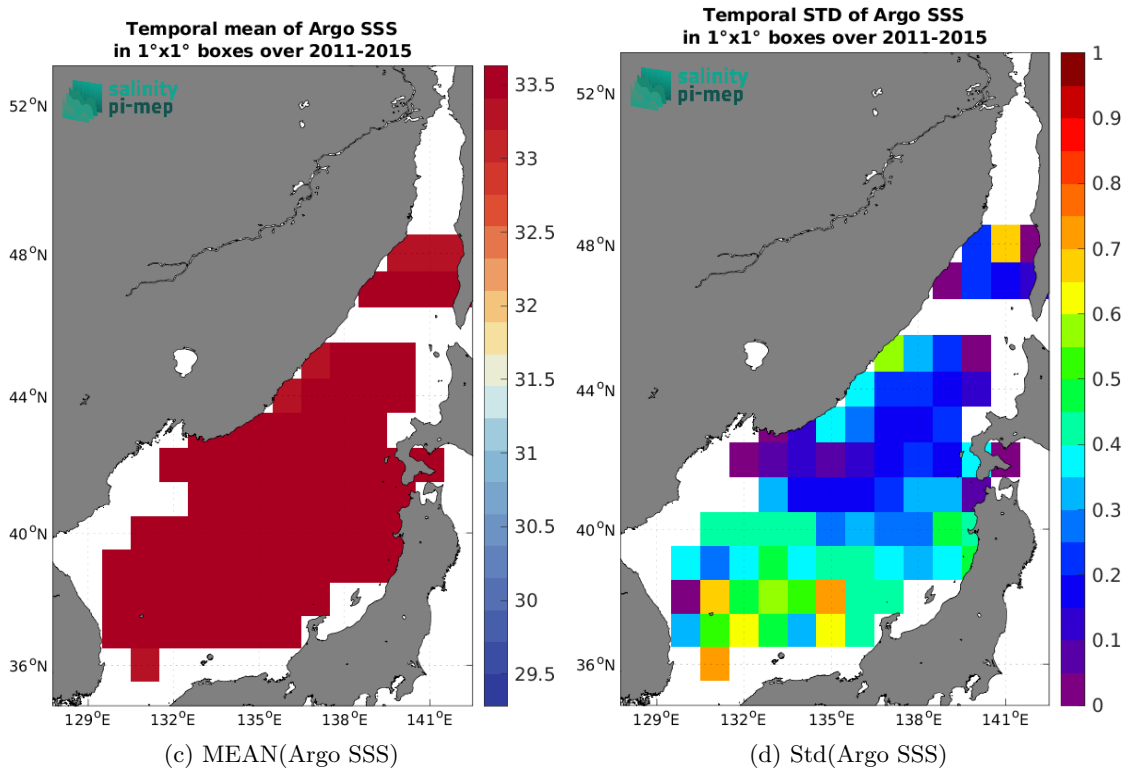 Temporal mean of Argo SSS
in 1°x1° boxes over 2011-2015
salinity
pi-mep
52°N
48°N
44°N
40°N
36°N
129°E
132°E
135°E
138°E
141°E
33.5
33
32.5
32
31.5
31
30.5
30
29.5
(c) MEAN(Argo SSS)
Temporal STD of Argo SSS
in 1°x1° boxes over 2011-2015
salinity
pi-mep
52°N
48°N
44°N
40°N
36°N
129°E
132°E
135°E
138°E
141°E
1
0.9
0.8
0.7
0.6
0.5
0.4
0.3
0.2
0.1
0
(d) Std(Argo SSS)